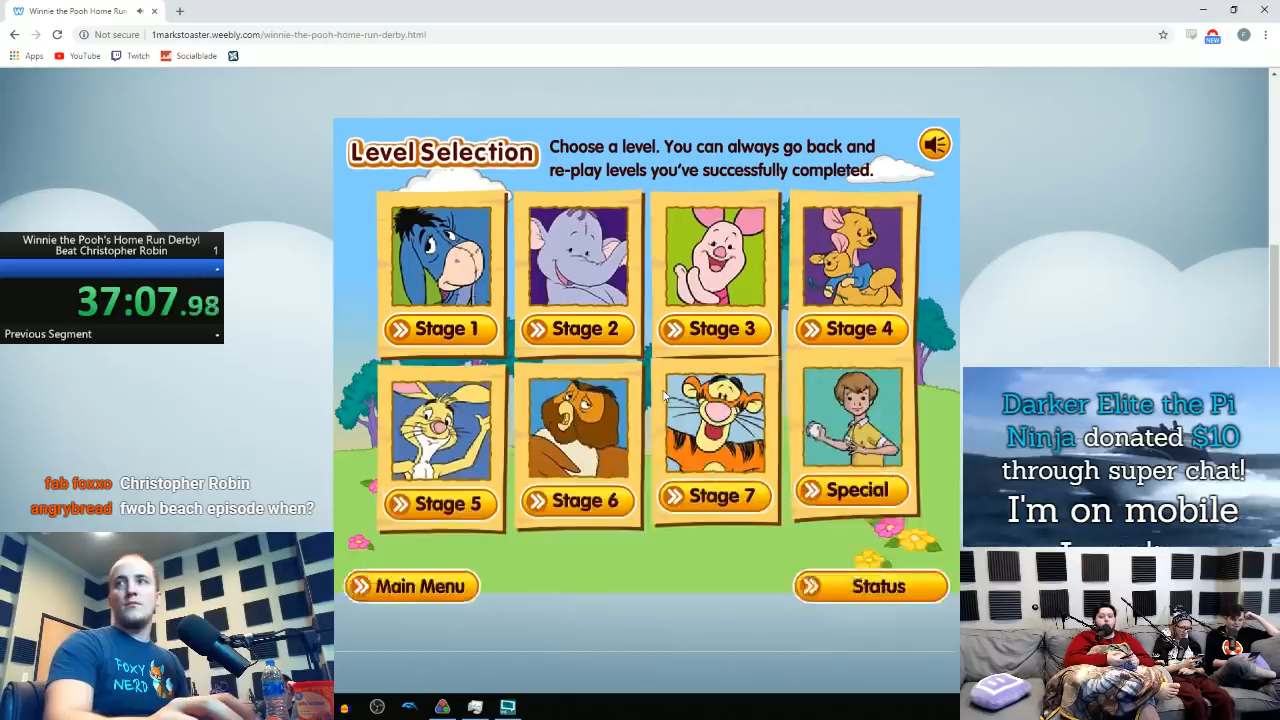 Winnie the Pooh Home Run
Not secure 1markstoaster.weebly.com/winnie-the-pooh-home-run-derby.html
NEW
F
Apps YouTube Twitch Socialblade
Level Selection
Choose a level. You can always go back and
re-play levels you've successfully completed.
Winnie the Pooh's Home Run Derby!
Beat Christopher Robin 1
-
37:07.98
Previous Segment -
Stage 1
Stage 2
Stage 3
Stage 4
Stage 5
Stage 6
Stage 7
Special
Main Menu
Status
fab foxxo Christopher Robin
angrybread fwob beach episode when?
Darker Elite the Pi
Ninja donated $10
through super chat!
I'm on mobile
FOXY
NERD